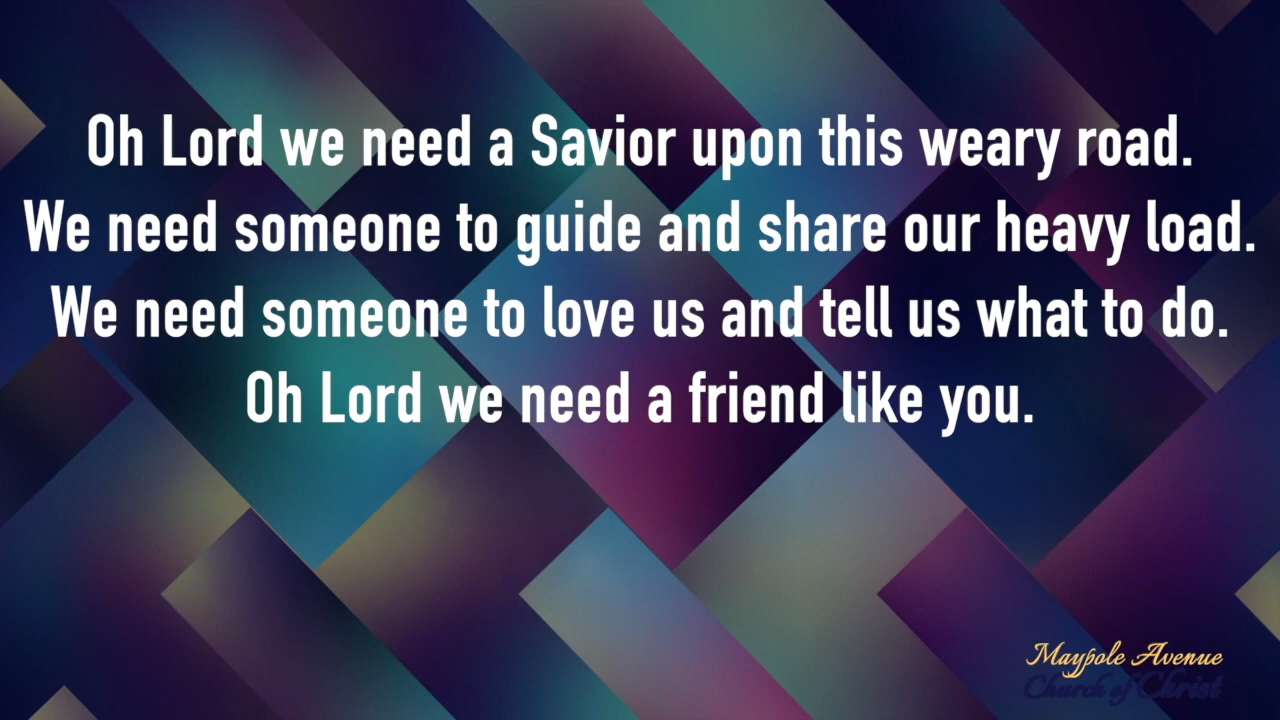 Oh Lord we need a Savior upon this weary road.
We need someone to guide and share our heavy load.
We need someone to love us and tell us what to do.
Oh Lord we need a friend like you.
Maypole Avenue
Church of Christ